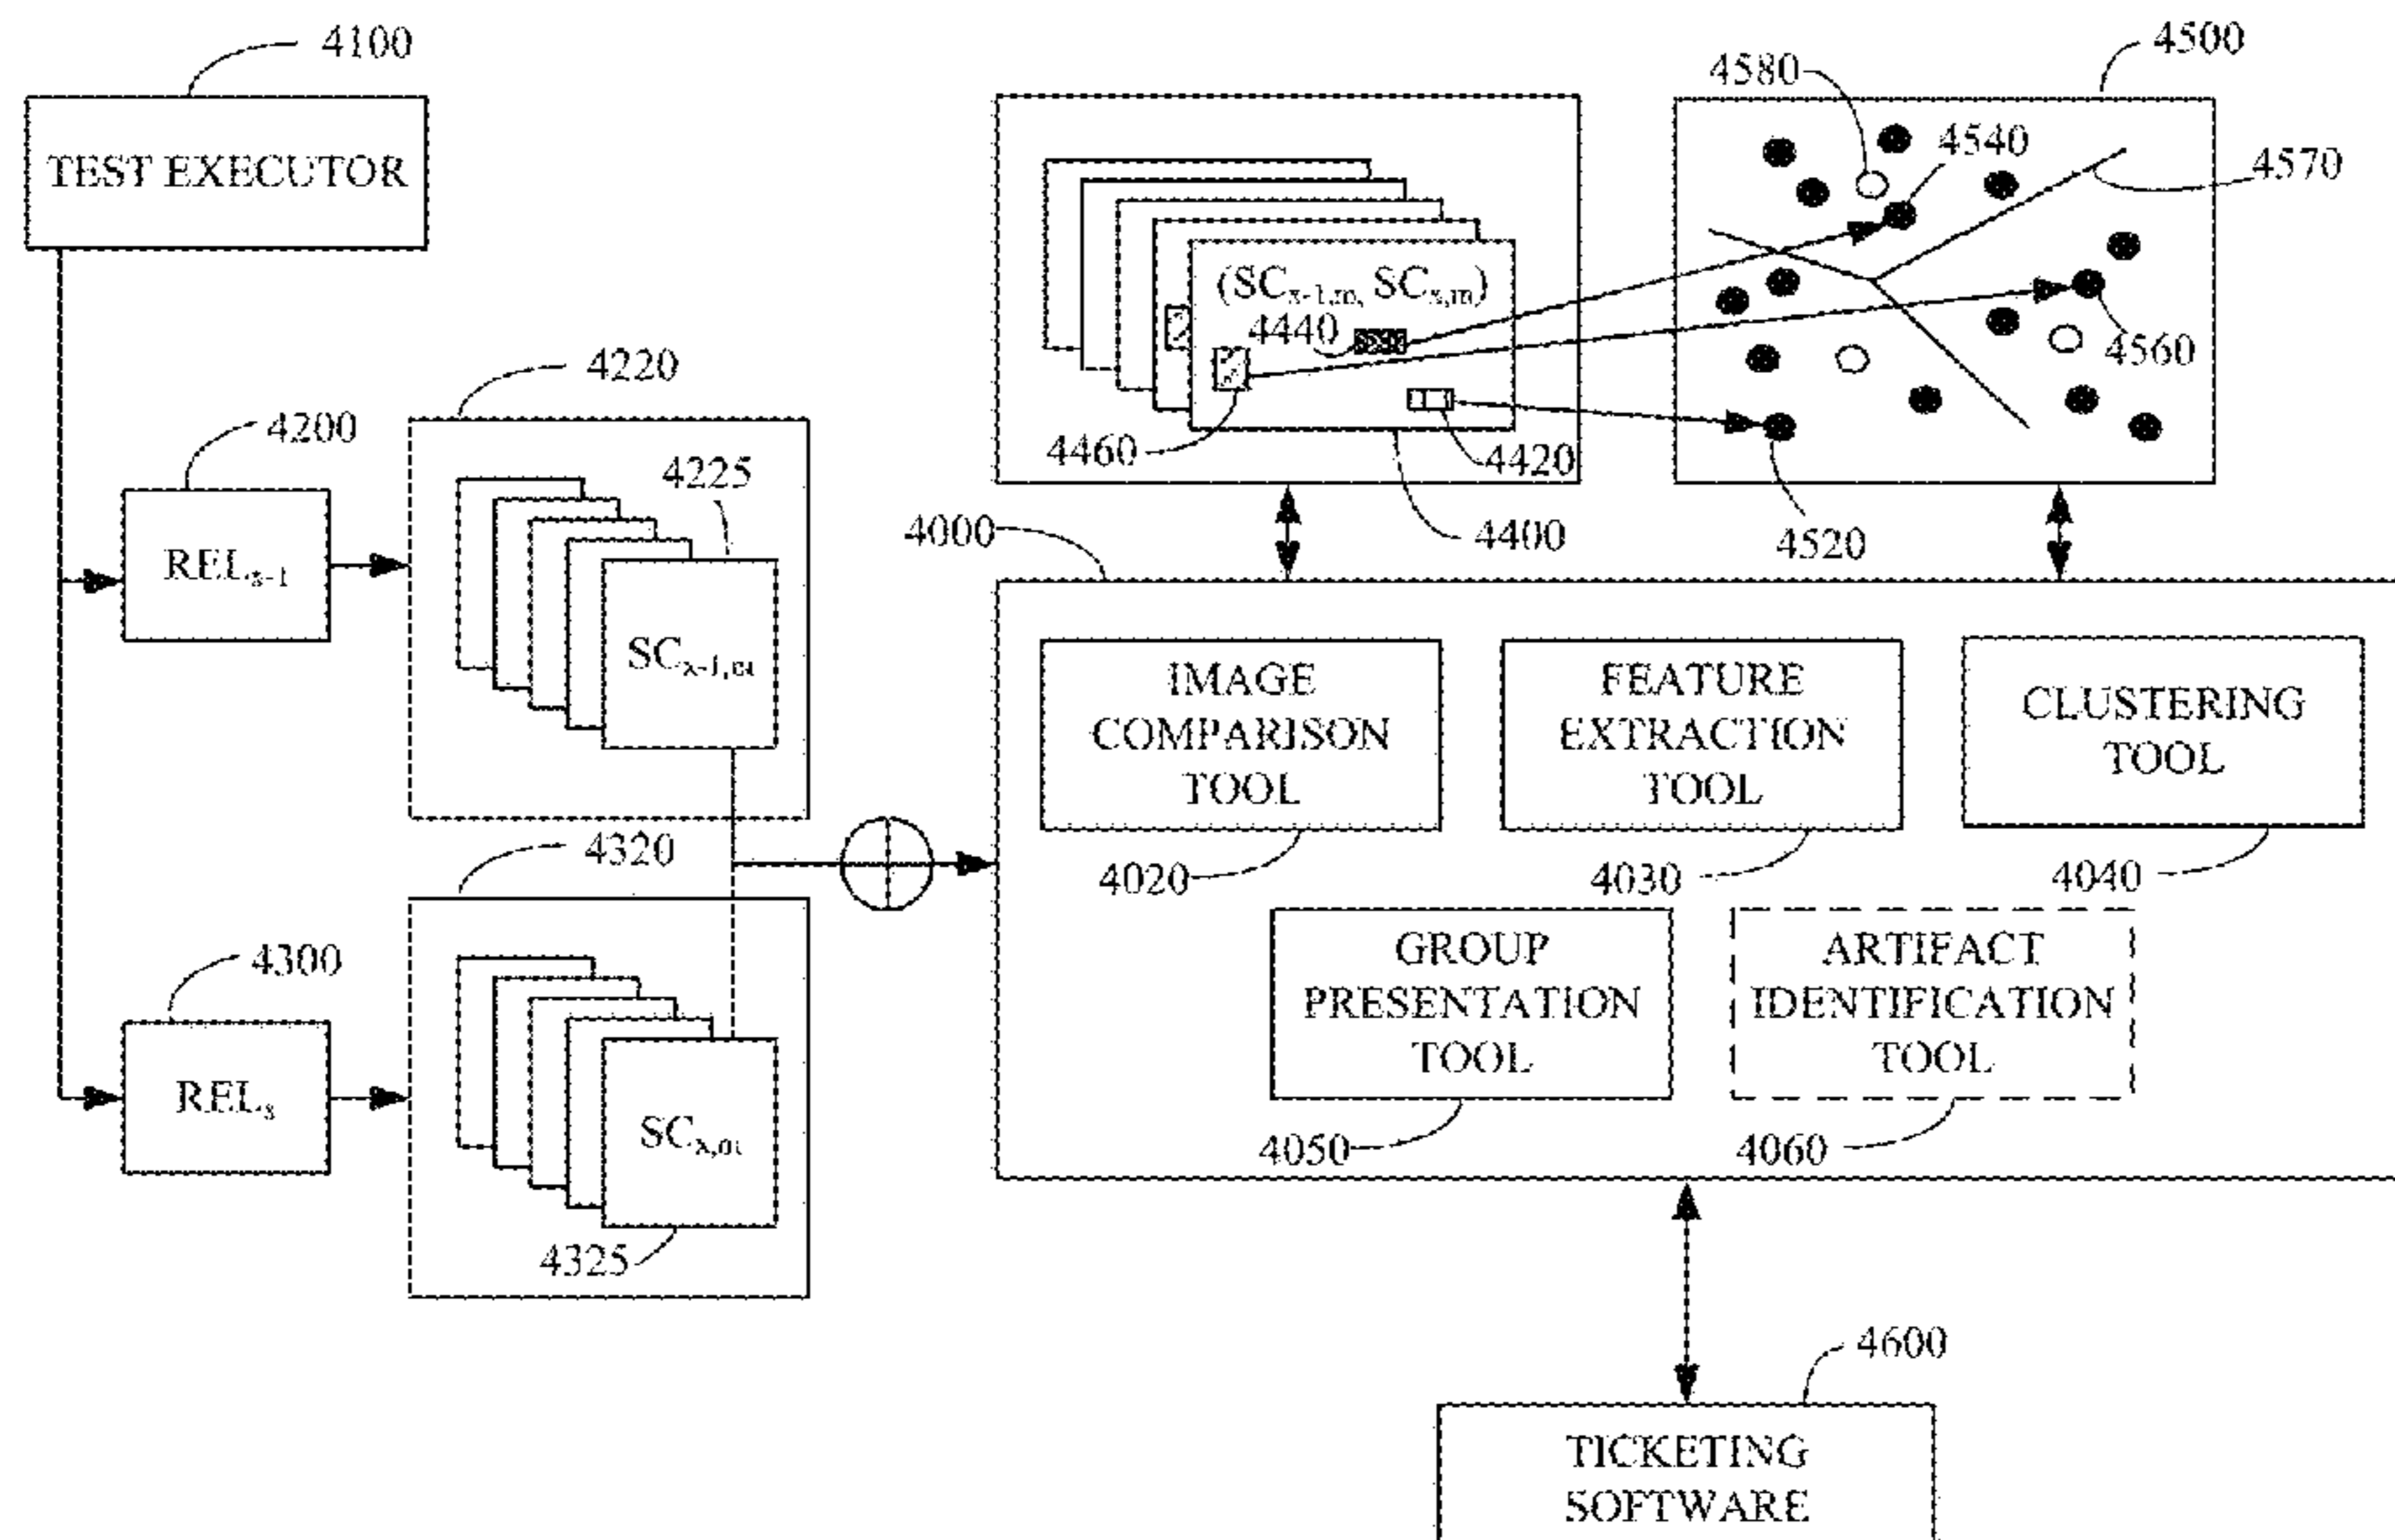 4100
TEST EXECUTOR
4500
4580
4540
4570
(SCx-1,m, SCx,m)
4440
4560
4460
4420
4400
4520
4220
4200
4225
RELx-1
SCx-1,m
4000
IMAGE
COMPARISON
TOOL
4020
FEATURE
EXTRACTION
TOOL
4030
CLUSTERING
TOOL
4040
4320
4300
RELx
SCx,m
4325
GROUP
PRESENTATION
TOOL
4050
ARTIFACT
IDENTIFICATION
TOOL
4060
4600
TICKETING
SOFTWARE